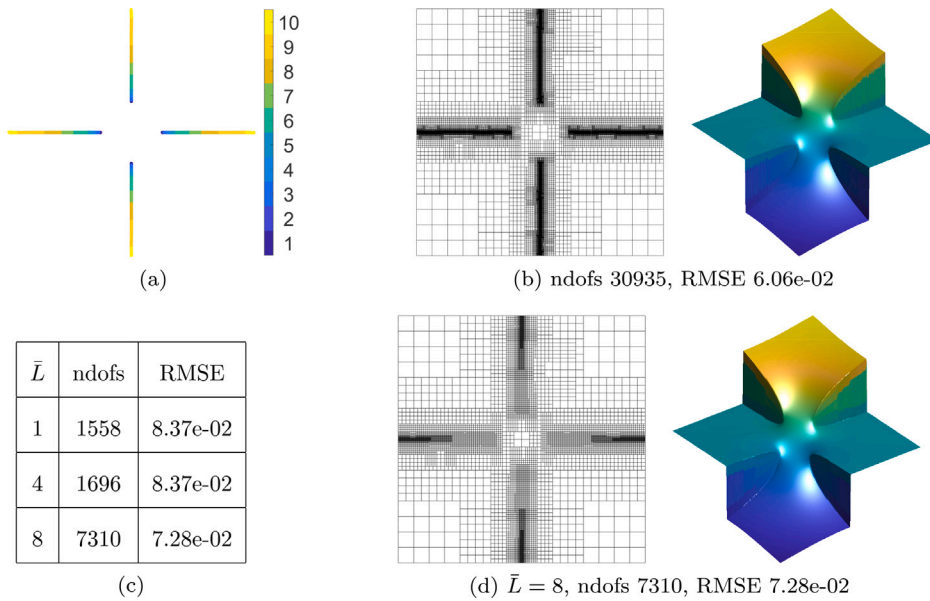 10
9
8
7
6
5
4
3
2
1
(a)
(b) ndofs 30935, RMSE 6.06e-02
L̄ ndofs RMSE
1 1558 8.37e-02
4 1696 8.37e-02
8 7310 7.28e-02
(c)
(d) L̄ = 8, ndofs 7310, RMSE 7.28e-02